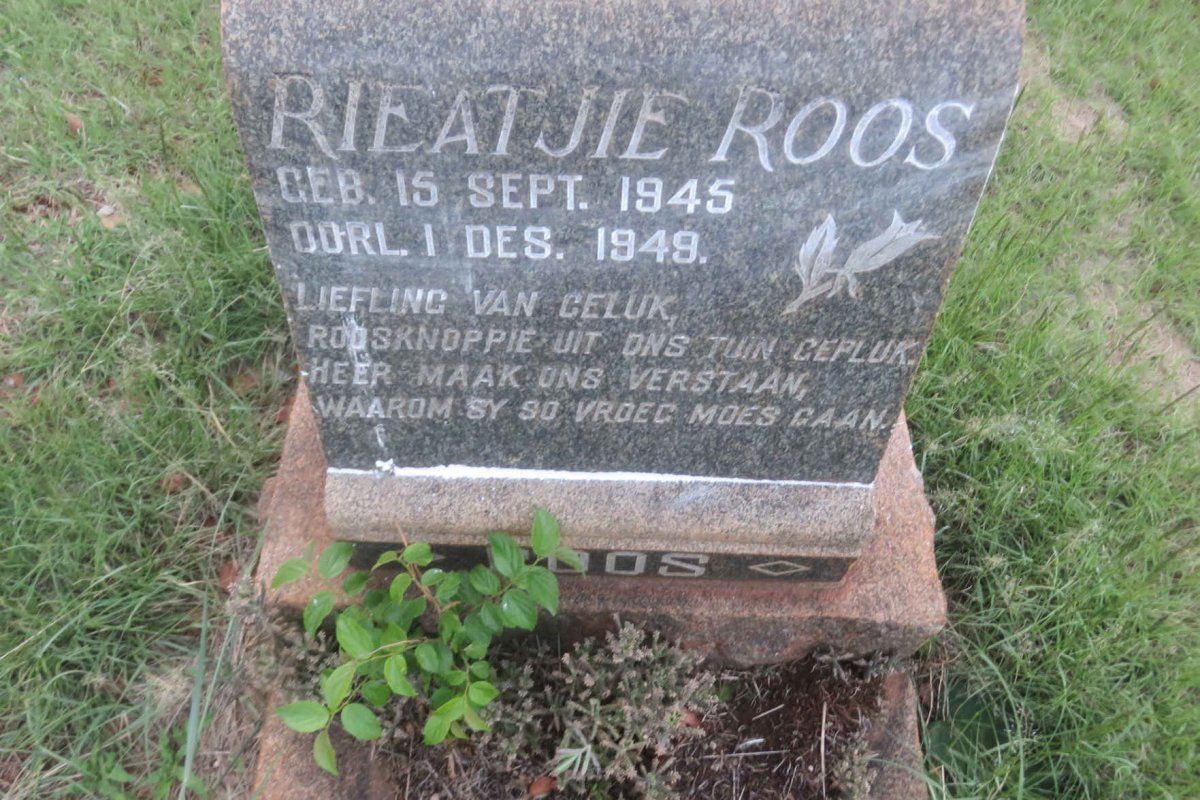 RIEATJIE ROOS
GEB. 15 SEPT. 1945
OORL. 1 DES. 1949.
LIEFLING VAN GELUK,
ROOSKNOPPIE UIT ONS TUIN GEPLUK
HEER MAAK ONS VERSTAAN,
WAAROM SY SO VROEG MOES GAAN.
ROOS